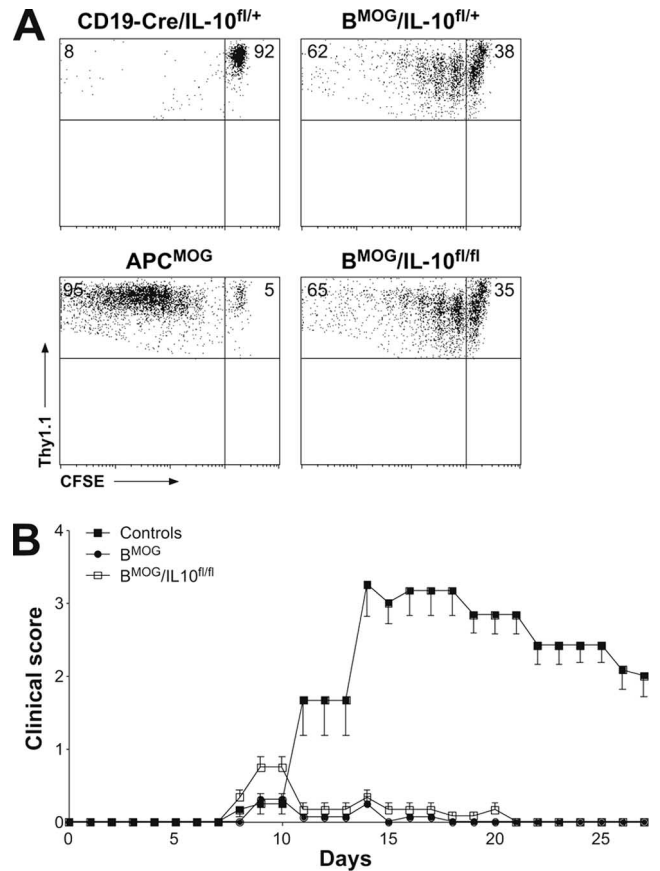 A
CD19-Cre/IL-10fl/+
BMOG/IL-10fl/+
8
92
62
38
APCMOG
BMOG/IL-10fl/fl
95
5
65
35
Thy1.1
CFSE
B
Controls
BMOG
BMOG/IL10fl/fl
Clinical score
4
3
2
1
0
0
5
10
15
20
25
Days